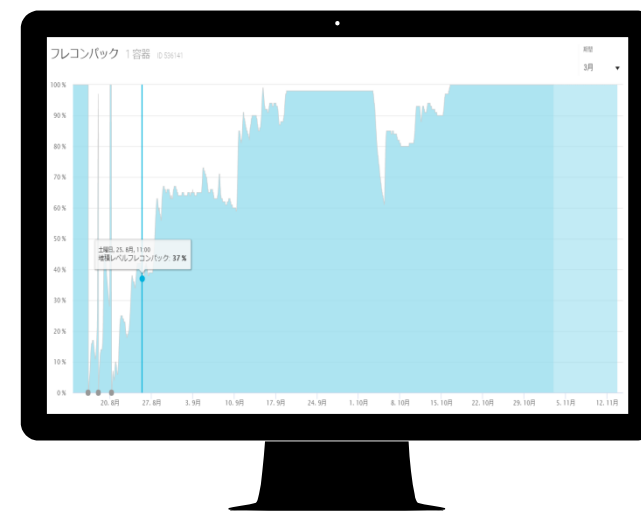 フレコンパック 1容器 ID 536141
期間
3月
100 %
90 %
80 %
70 %
60 %
50 %
40 %
30 %
20 %
10 %
0 %
土曜日, 25. 8月, 11:00
堆積レベルフレコンパック: 37 %
20. 8月 27. 8月 3. 9月 10. 9月 17. 9月 24. 9月 1. 10月 8. 10月 15. 10月 22. 10月 29. 10月 5. 11月 12. 11月